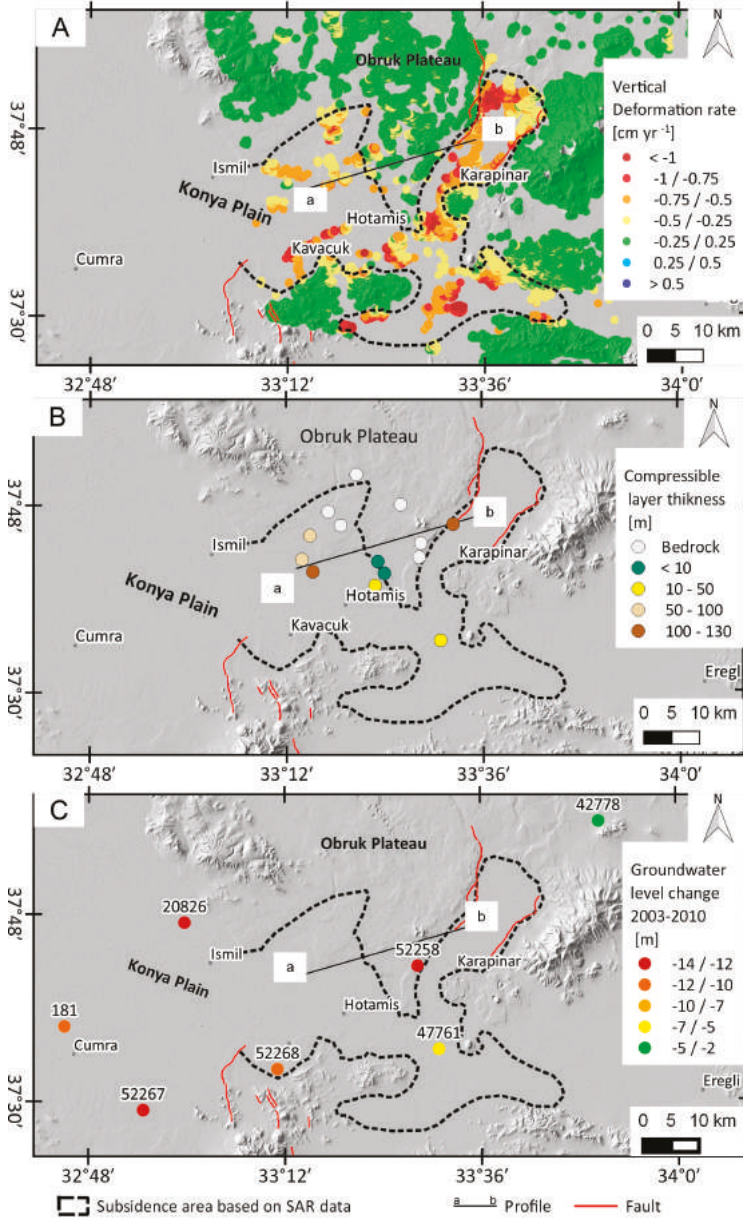 A
N
Obruk Plateau
Vertical
Deformation rate
[cm yr ⁻¹]
< -1
-1 / -0.75
-0.75 / -0.5
-0.5 / -0.25
-0.25 / 0.25
0.25 / 0.5
> 0.5
37°48'
b
Ismil
Karapinar
a
Konya Plain
Hotamis
Kavacuk
Cumra
37°30'
0 5 10 km
32°48' 33°12' 33°36' 34°0'
B
N
Obruk Plateau
Compressible
layer thikness
[m]
Bedrock
< 10
10 - 50
50 - 100
100 - 130
37°48'
b
Ismil
Karapinar
a
Konya Plain
Hotamis
Kavacuk
Cumra
Eregli
37°30'
0 5 10 km
32°48' 33°12' 33°36' 34°0'
C
42778
N
Obruk Plateau
Groundwater
level change
2003-2010
[m]
-14 / -12
-12 / -10
-10 / -7
-7 / -5
-5 / -2
20826
37°48'
b
Ismil
52258
Karapinar
a
Konya Plain
Hotamis
181
47761
Cumra
52268
Eregli
52267
37°30'
0 5 10 km
32°48' 33°12' 33°36' 34°0'
Subsidence area based on SAR data a b Profile Fault